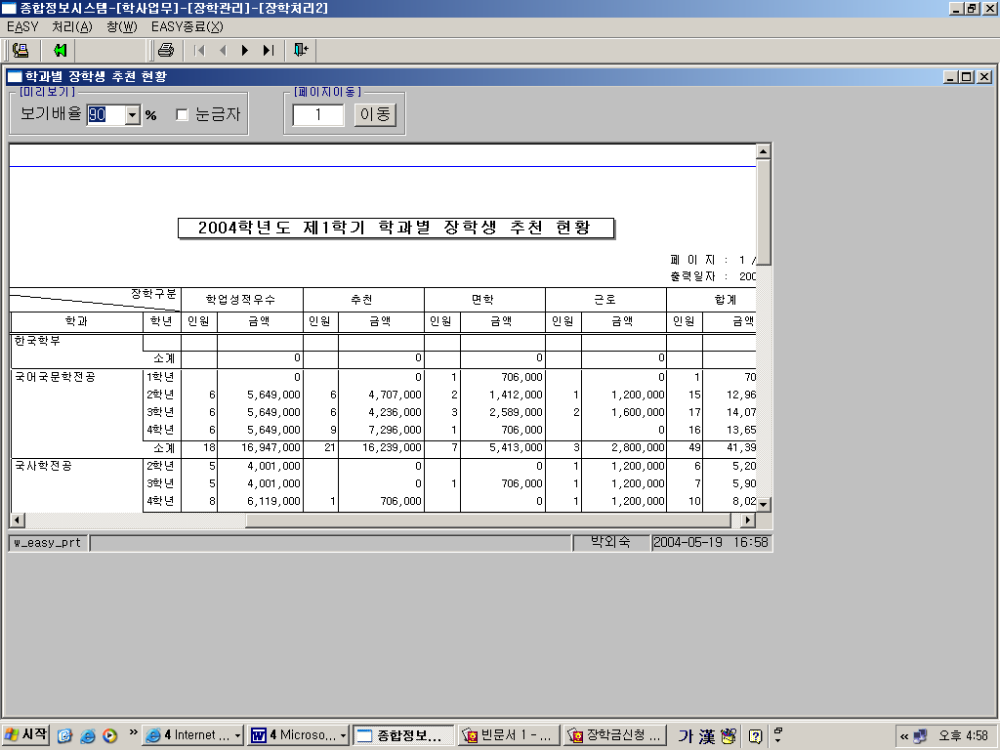 종합정보시스템-[학사업무]-[장학관리]-[장학처리2]
EASY 처리(A) 창(W) EASY종료(X)
학과별 장학생 추천 현황
[미리보기] [페이지이동]
보기배율 90 % 눈금자 1 이동
2004학년도 제1학기 학과별 장학생 추천 현황
페 이 지 : 1 /
출력일자 : 200
장학구분 학업성적우수 추천 면학 근로 합계
학과 학년 인원 금액 인원 금액 인원 금액 인원 금액 인원 금액
한국학부
소계 0 0 0 0
국어국문학전공 1학년 0 0 1 706,000 0 1 70
2학년 6 5,649,000 6 4,707,000 2 1,412,000 1 1,200,000 15 12,96
3학년 6 5,649,000 6 4,236,000 3 2,589,000 2 1,600,000 17 14,07
4학년 6 5,649,000 9 7,296,000 1 706,000 0 16 13,65
소계 18 16,947,000 21 16,239,000 7 5,413,000 3 2,800,000 49 41,39
국사학전공 2학년 5 4,001,000 0 0 1 1,200,000 6 5,20
3학년 5 4,001,000 0 1 706,000 1 1,200,000 7 5,90
4학년 8 6,119,000 1 706,000 0 1 1,200,000 10 8,02
w_easy_prt 박외숙 2004-05-19 16:58
시작 » 4 Internet ... 4 Microso... 종합정보... 빈문서 1 - ... 장학금신청 ... 가 漢 « 오후 4:58